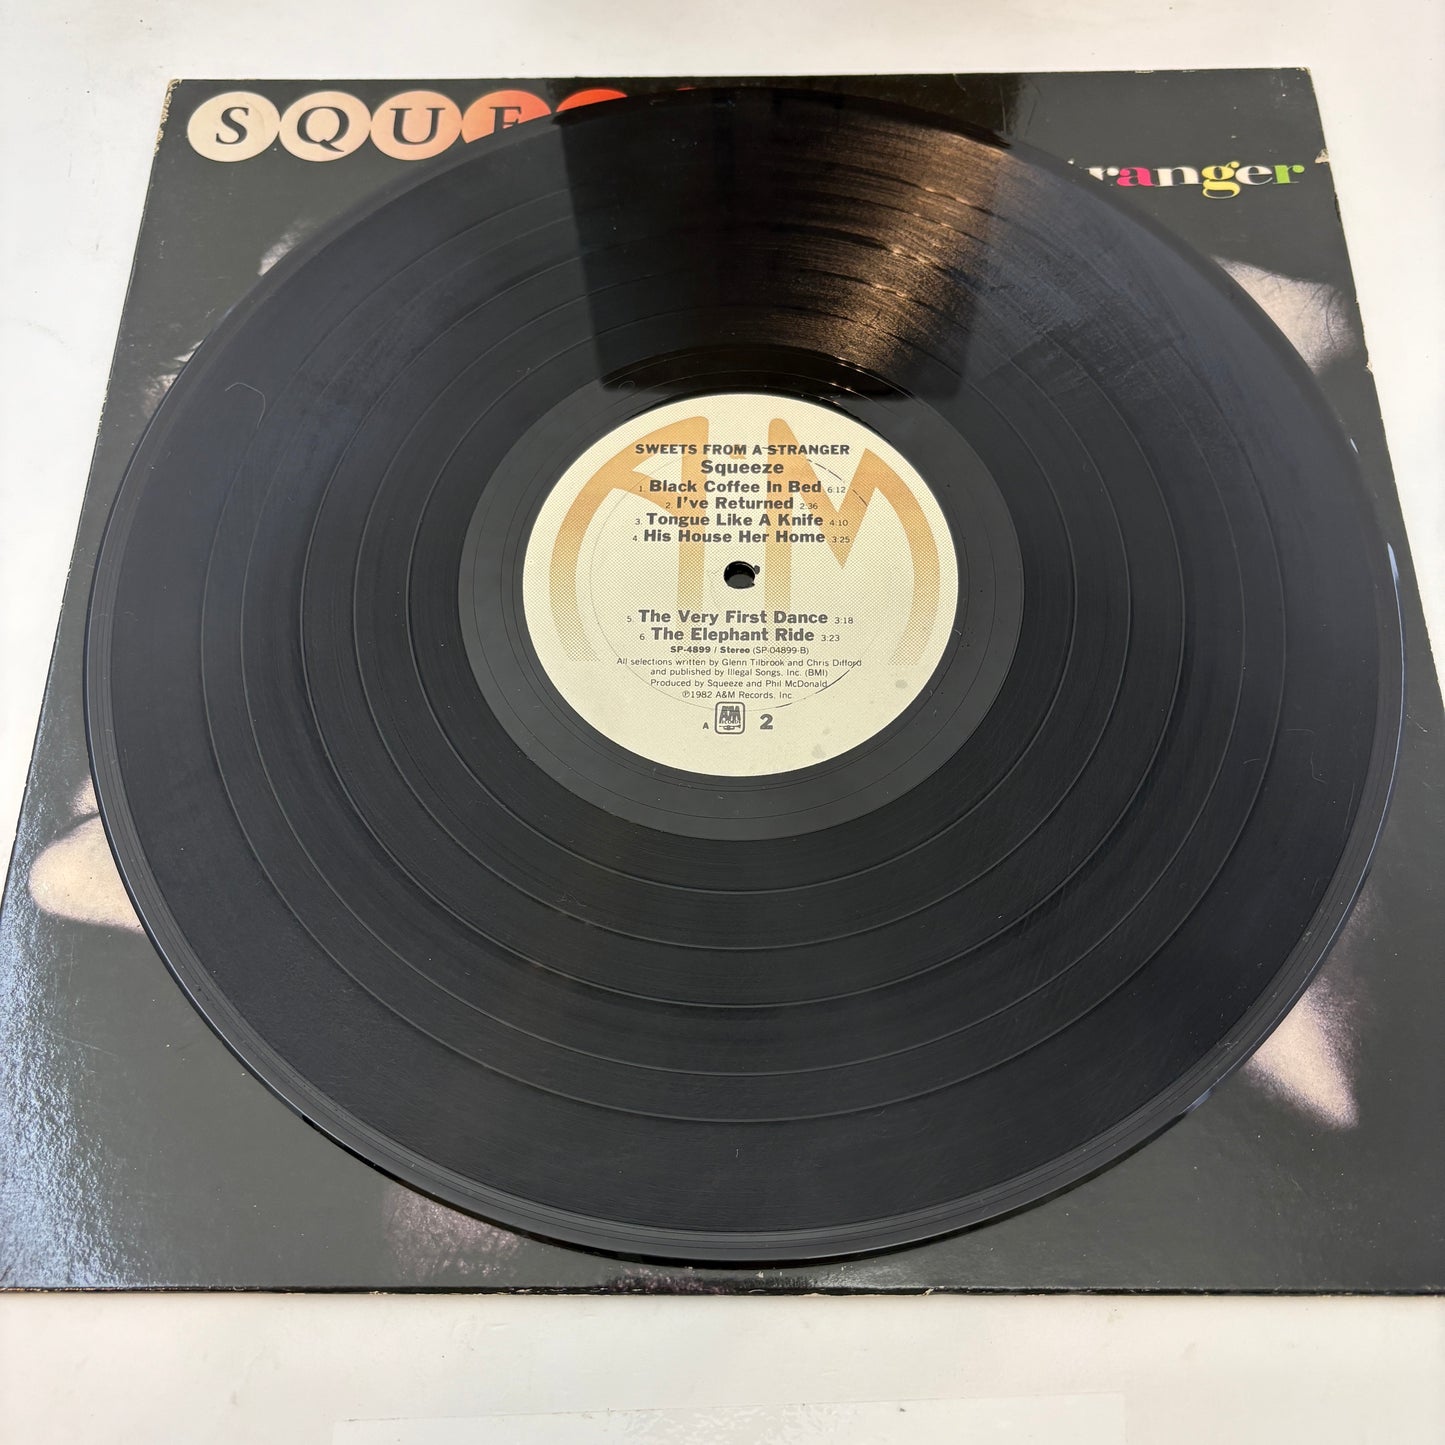 SQUE
ranger
SWEETS FROM A STRANGER
Squeeze
1. Black Coffee In Bed 6:12
2. I've Returned 2:36
3. Tongue Like A Knife 4:10
4. His House Her Home 3:25
5. The Very First Dance 3:18
6. The Elephant Ride 3:23
SP-4899 / Stereo (SP-04899-B)
All selections written by Glenn Tilbrook and Chris Difford
and published by Illegal Songs, Inc. (BMI)
Produced by Squeeze and Phil McDonald
℗1982 A&M Records, Inc.
A A&M RECORDS 2